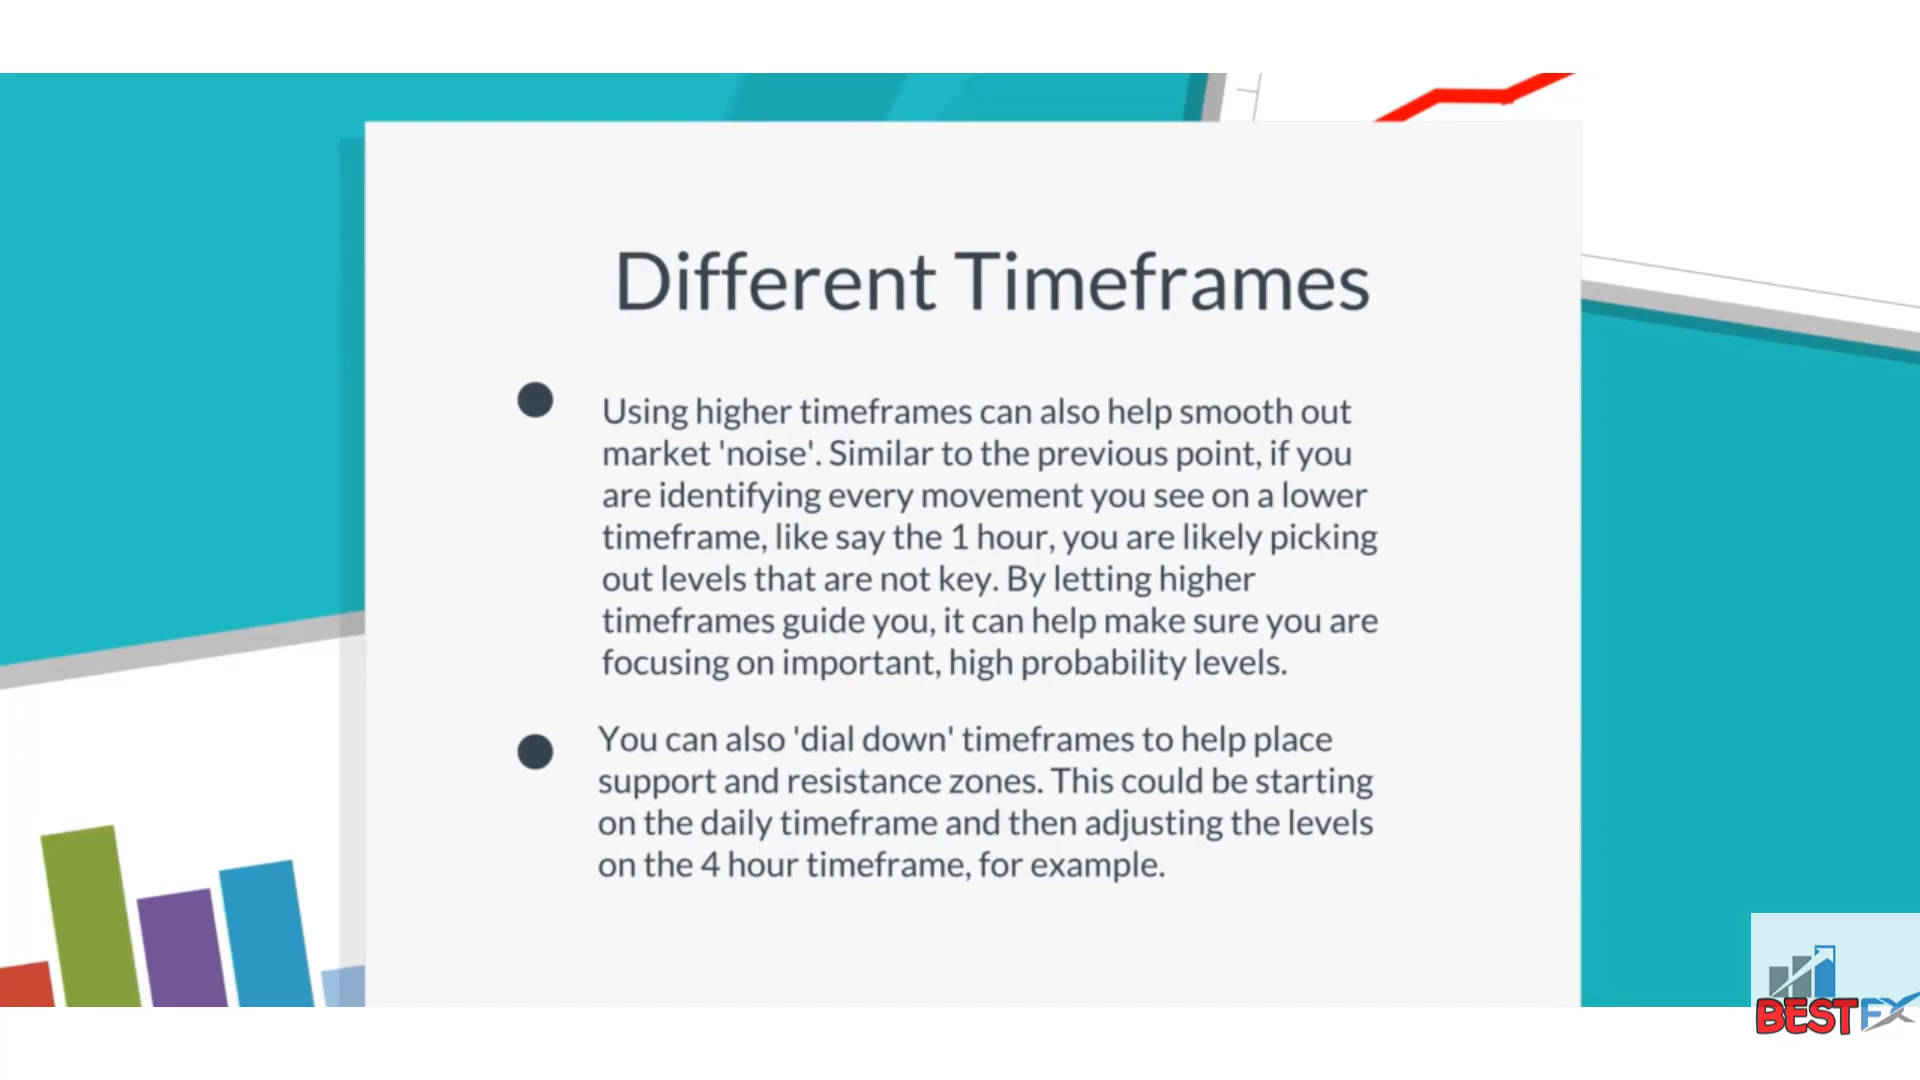 Different Timeframes
Using higher timeframes can also help smooth out
market 'noise'. Similar to the previous point, if you
are identifying every movement you see on a lower
timeframe, like say the 1 hour, you are likely picking
out levels that are not key. By letting higher
timeframes guide you, it can help make sure you are
focusing on important, high probability levels.
You can also 'dial down' timeframes to help place
support and resistance zones. This could be starting
on the daily timeframe and then adjusting the levels
on the 4 hour timeframe, for example.
BESTFX